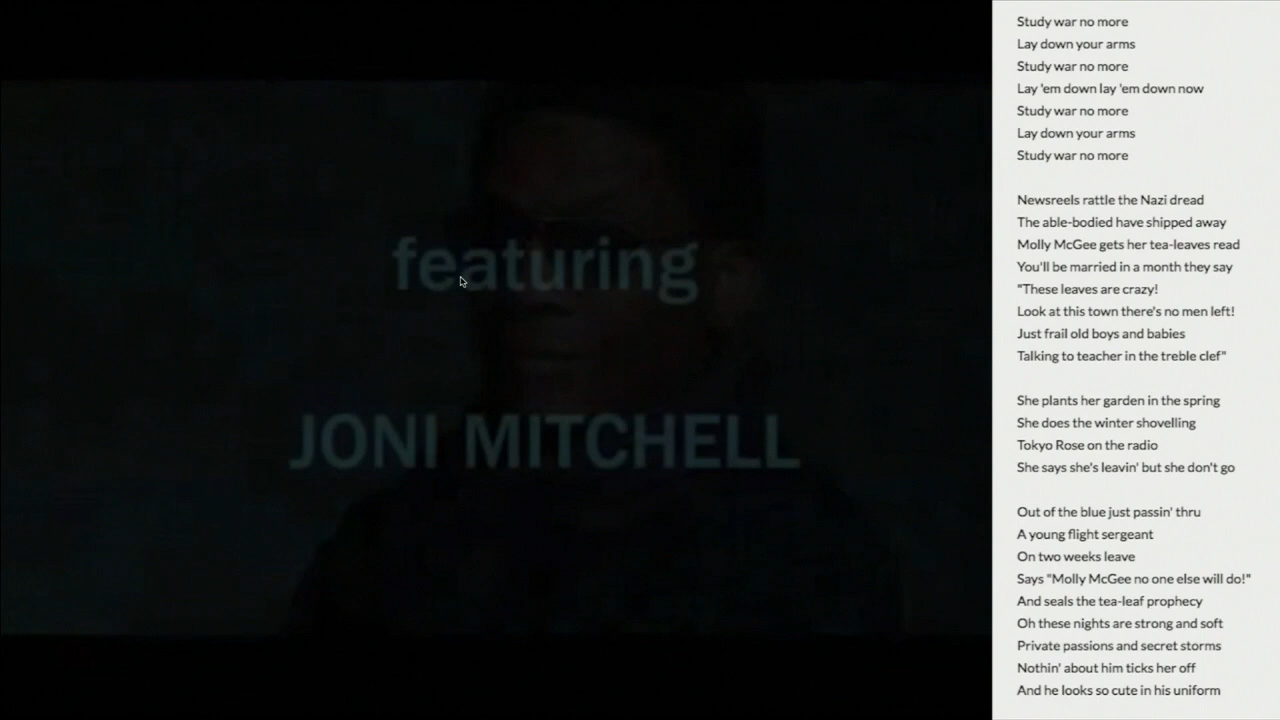 featuring
JONI MITCHELL
Study war no more
Lay down your arms
Study war no more
Lay 'em down lay 'em down now
Study war no more
Lay down your arms
Study war no more
Newsreels rattle the Nazi dread
The able-bodied have shipped away
Molly McGee gets her tea-leaves read
You'll be married in a month they say
"These leaves are crazy!
Look at this town there's no men left!
Just frail old boys and babies
Talking to teacher in the treble clef"
She plants her garden in the spring
She does the winter shovelling
Tokyo Rose on the radio
She says she's leavin' but she don't go
Out of the blue just passin' thru
A young flight sergeant
On two weeks leave
Says "Molly McGee no one else will do!"
And seals the tea-leaf prophecy
Oh these nights are strong and soft
Private passions and secret storms
Nothin' about him ticks her off
And he looks so cute in his uniform